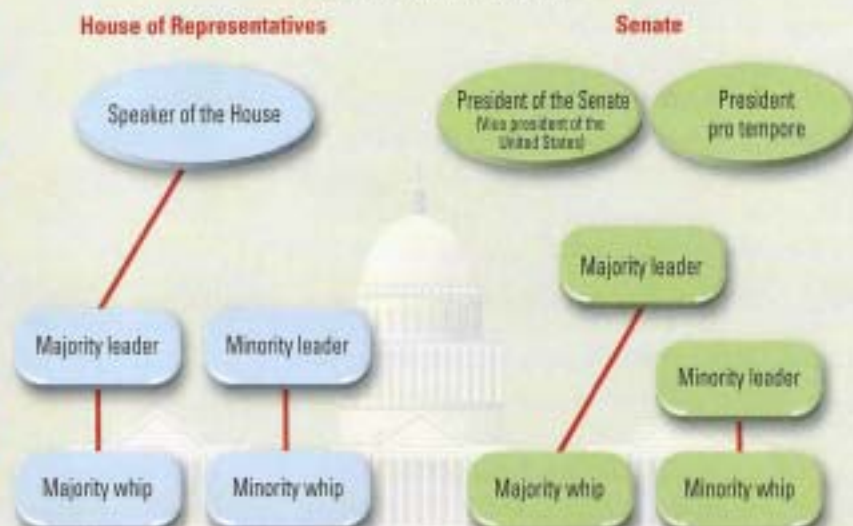 House of Representatives
Speaker of the House
Majority leader
Minority leader
Majority whip
Minority whip
Senate
President of the Senate
(Vice president of the
United States)
President
pro tempore
Majority leader
Minority leader
Majority whip
Minority whip